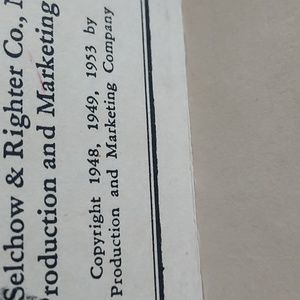 Selchow & Righter Co.,
Production and Marketing
Copyright 1948, 1949, 1953 by
Production and Marketing Company